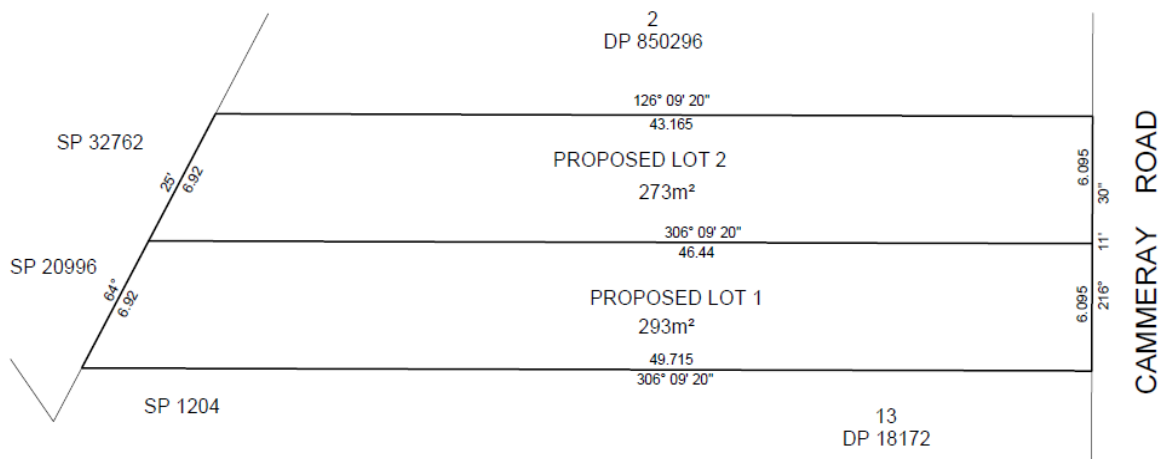 2
DP 850296
126° 09' 20"
43.165
SP 32762
PROPOSED LOT 2
273m²
25'
6.92
6.095
30"
306° 09' 20"
46.44
11'
CAMMERAY ROAD
SP 20996
64°
6.92
PROPOSED LOT 1
293m²
6.095
216°
49.715
306° 09' 20"
SP 1204
13
DP 18172